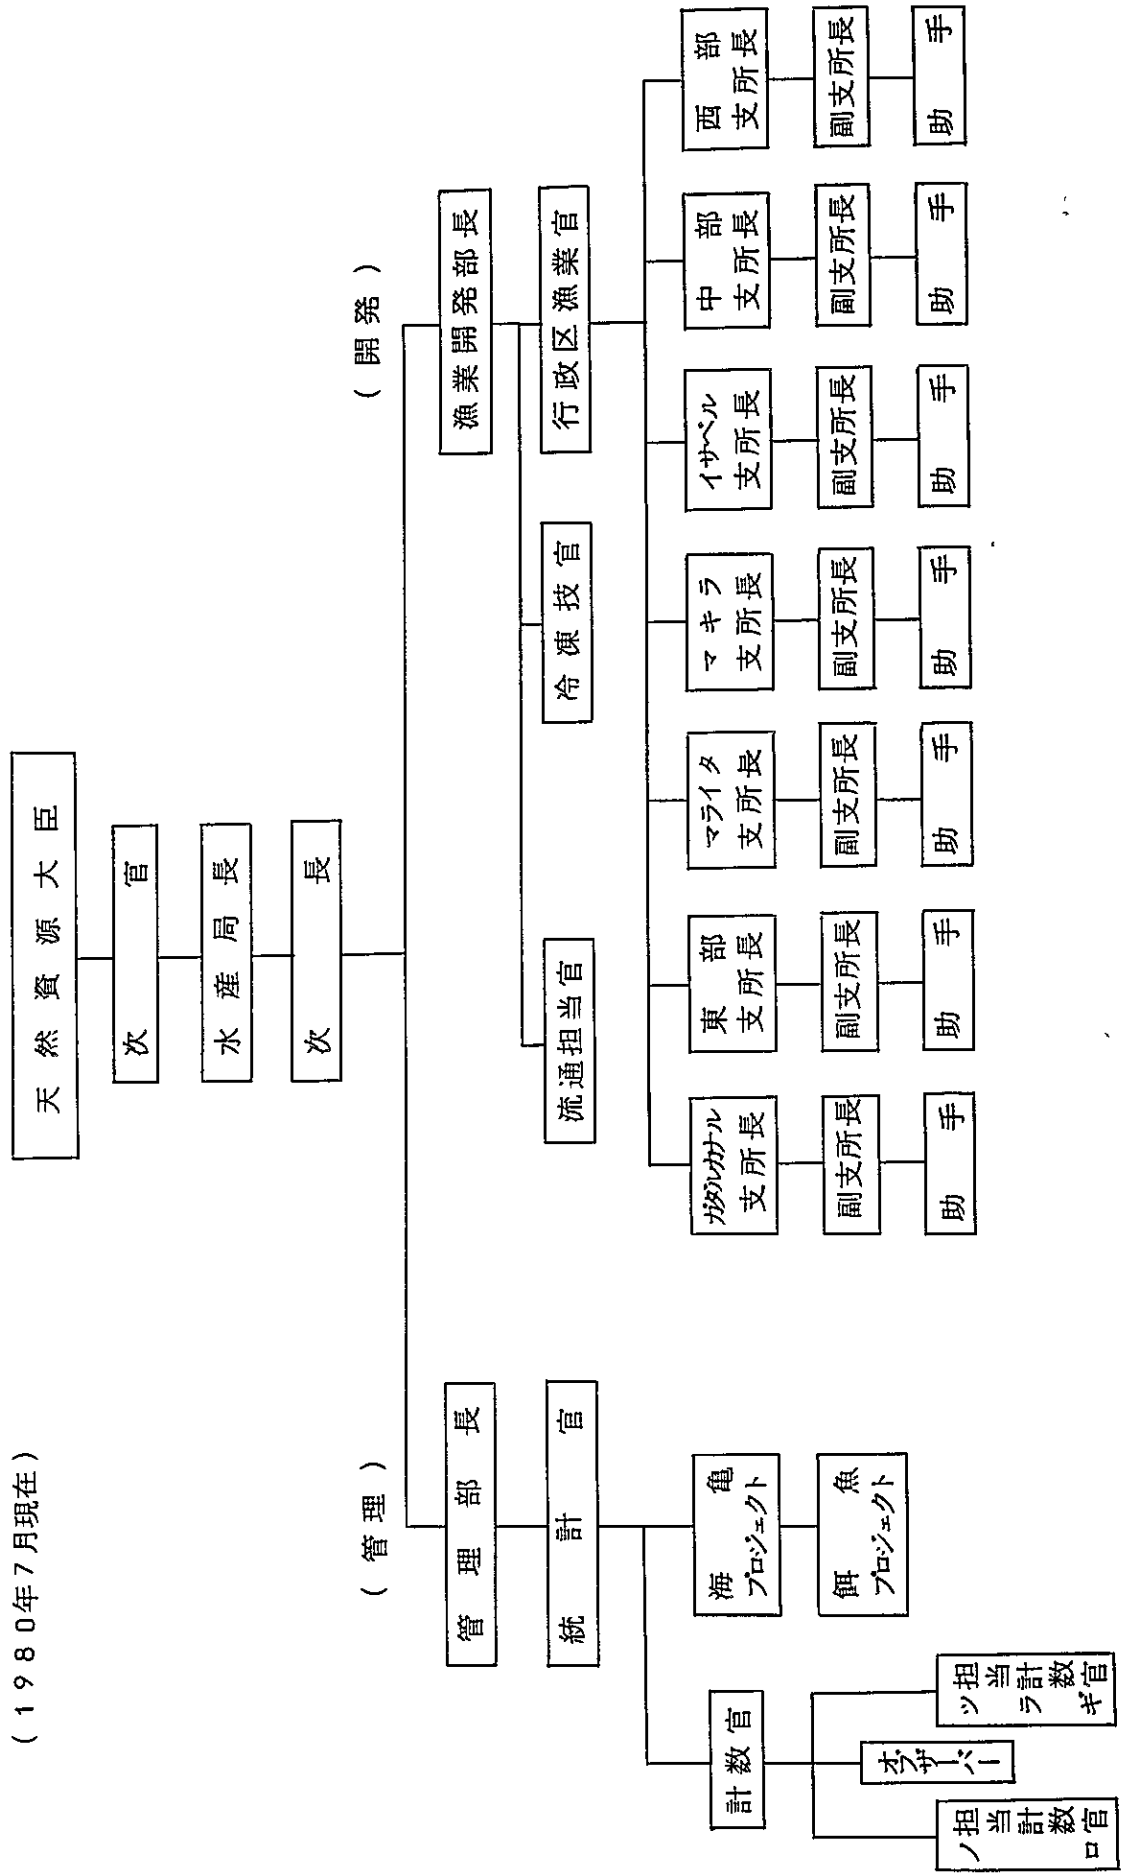 (1980年7月現在)
天然資源大臣
次官
水産局長
次長
(管理)
(開発)
管理部長
漁業開発部長
統計官
流通担当官
冷凍技官
行政区漁業官
計数官
海亀
プロジェクト
餌魚
プロジェクト
ノロ
担当計数官
オブザーバー
ツラギ
担当計数官
ガダルカナル
支所長
東部
支所長
マライタ
支所長
マキラ
支所長
イサベル
支所長
中部
支所長
西部
支所長
副支所長
副支所長
副支所長
副支所長
副支所長
副支所長
副支所長
助手
助手
助手
助手
助手
助手
助手